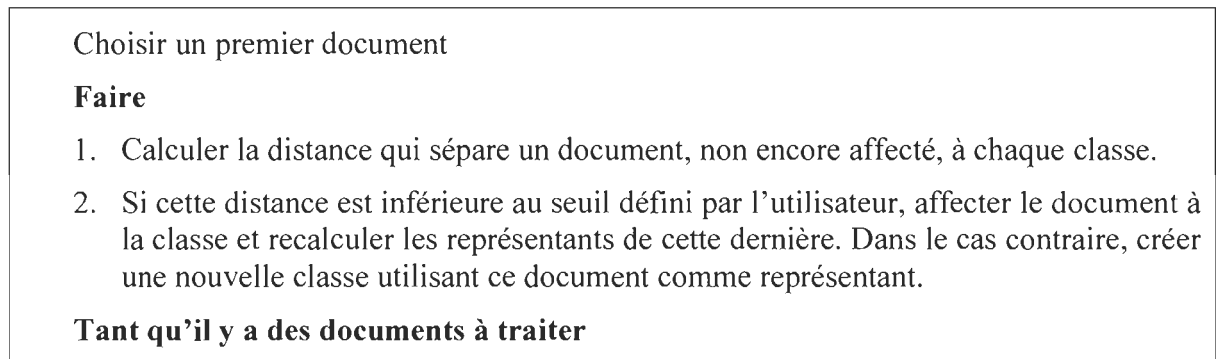 Choisir un premier document
Faire
1. Calculer la distance qui sépare un document, non encore affecté, à chaque classe.
2. Si cette distance est inférieure au seuil défini par l'utilisateur, affecter le document à
la classe et recalculer les représentants de cette dernière. Dans le cas contraire, créer
une nouvelle classe utilisant ce document comme représentant.
Tant qu'il y a des documents à traiter